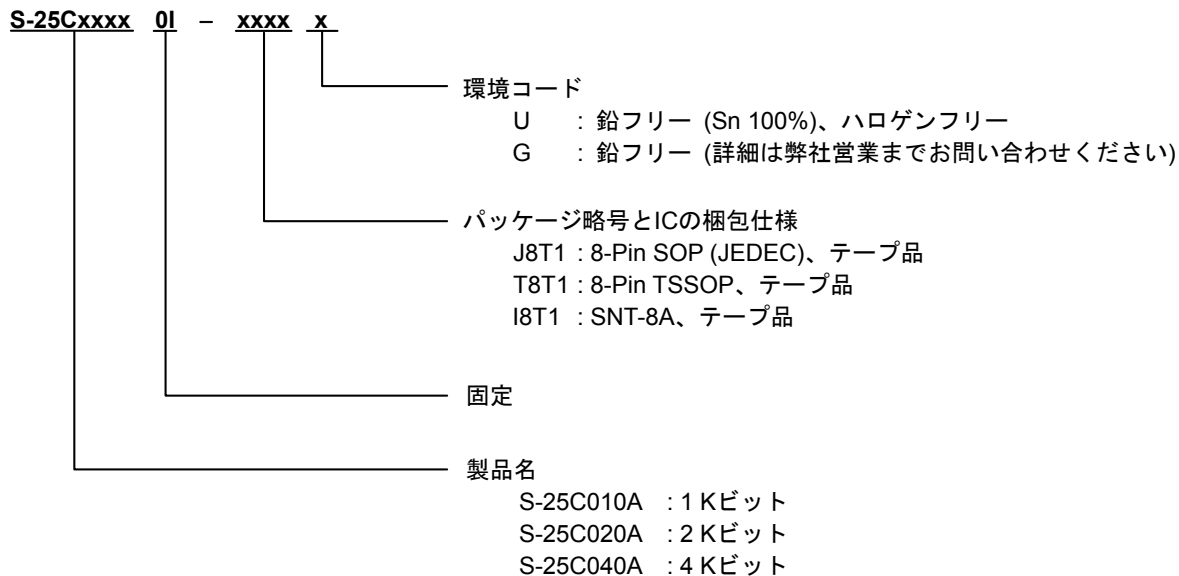 S-25Cxxxx 0I – xxxx x
環境コード
U : 鉛フリー (Sn 100%)、ハロゲンフリー
G : 鉛フリー (詳細は弊社営業までお問い合わせください)
パッケージ略号とICの梱包仕様
J8T1 : 8-Pin SOP (JEDEC)、テープ品
T8T1 : 8-Pin TSSOP、テープ品
I8T1 : SNT-8A、テープ品
固定
製品名
S-25C010A : 1 Kビット
S-25C020A : 2 Kビット
S-25C040A : 4 Kビット